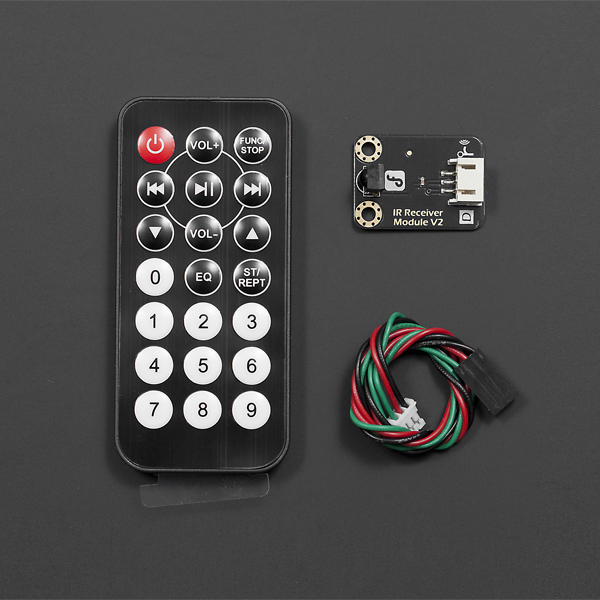 VOL+
FUNC/
STOP
VOL-
0
EQ
ST/
REPT
1
2
3
4
5
6
7
8
9
IR Receiver
Module V2
D